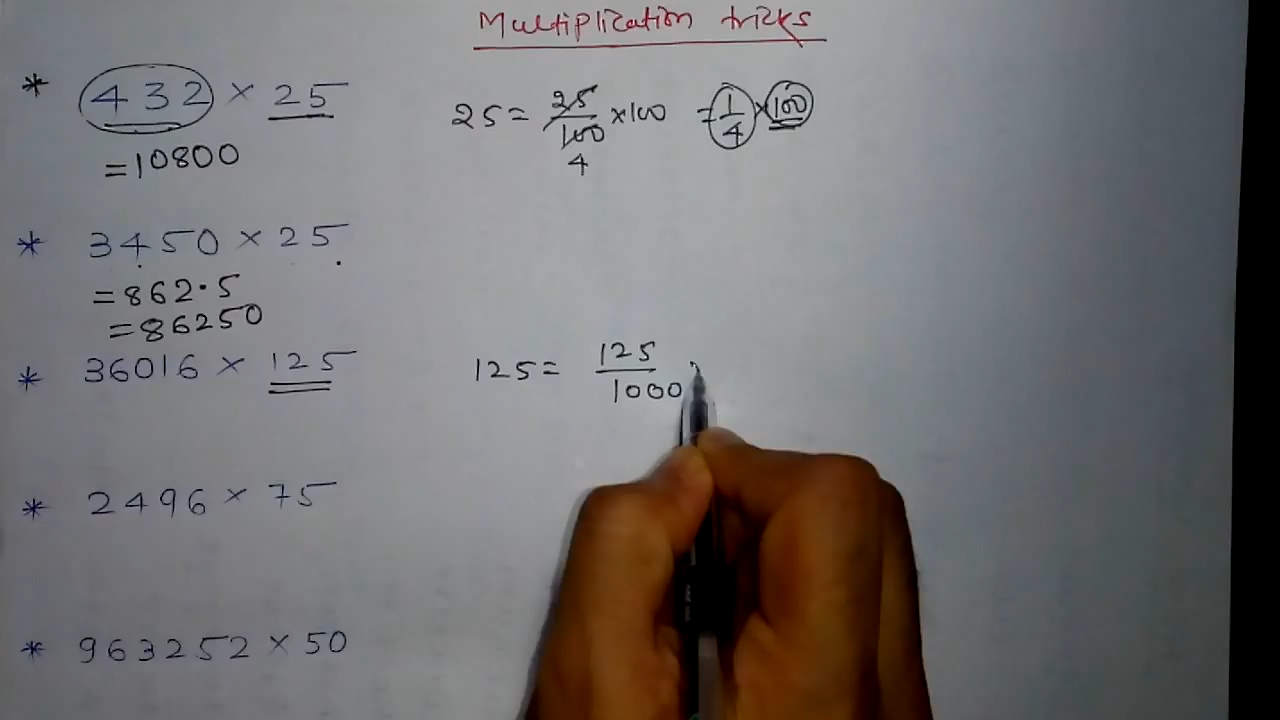 Multiplication tricks
* 432 × 25
25 = 25/100 × 100 = 1/4 × 100
4
= 10800
* 3450 × 25
= 862.5
= 86250
* 36016 × 125
125 = 125/1000
* 2496 × 75
* 963252 × 50